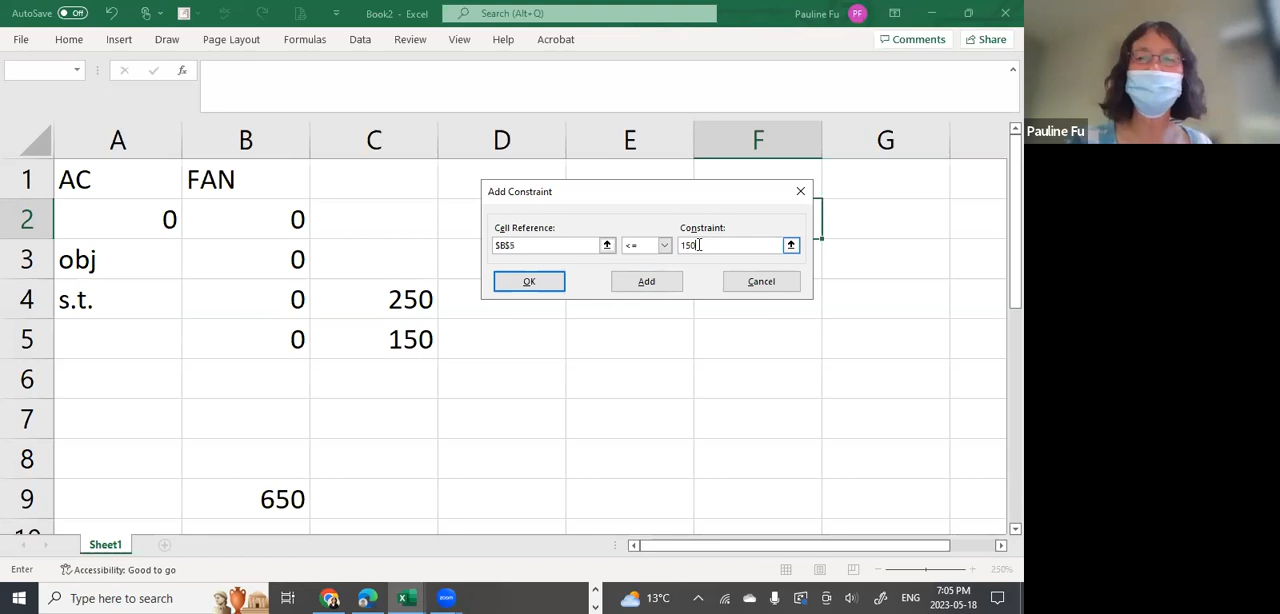 AutoSave Off Book2 - Excel Search (Alt+Q) Pauline Fu PF
File Home Insert Draw Page Layout Formulas Data Review View Help Acrobat Comments Share
fx
Pauline Fu
A B C D E F G
1 AC FAN
2 0 0
3 obj 0
4 s.t. 0 250
5 0 150
6
7
8
9 650
10
Add Constraint
Cell Reference: Constraint:
$B$5 <= 150
OK Add Cancel
Sheet1
Enter Accessibility: Good to go 250%
Type here to search 13°C ENG 7:05 PM
2023-05-18